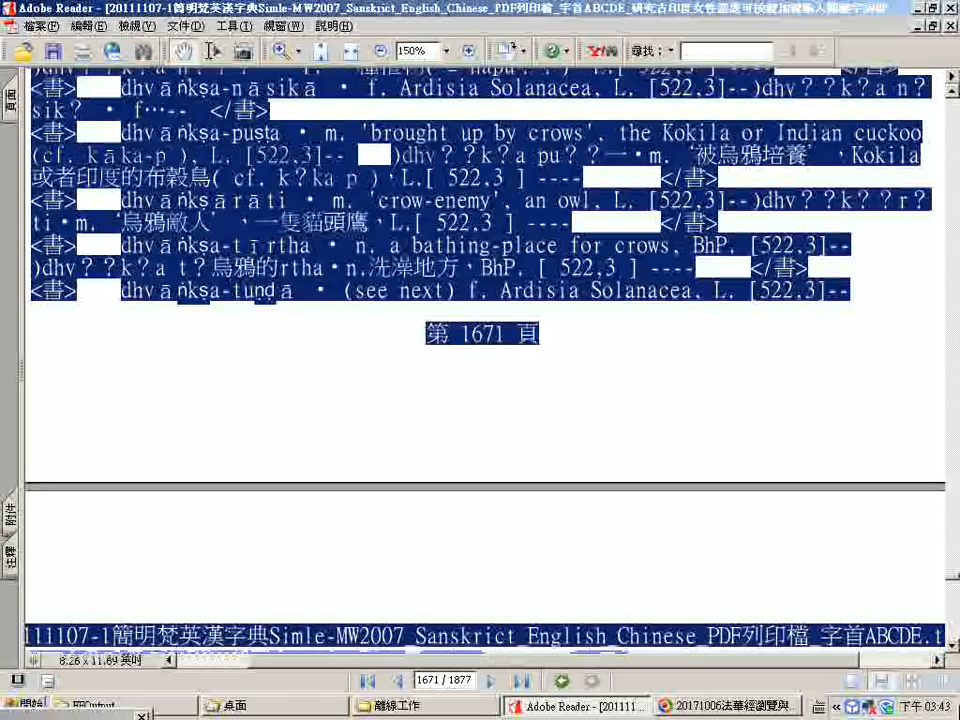 Adobe Reader - [20111107-1簡明梵英漢字典Simle-MW2007_Sanskrict_English_Chinese_PDF列印檔_字首ABCDE_
檔案(F) 編輯(E) 檢視(V) 文件(D) 工具(T) 視窗(W) 說明(H)
150% 尋找：
頁面
<書> dhvāṅkṣa-nāsikā • f. Ardisia Solanacea, L. [522,3]--)dhv？？k？a n？
sik？ • f…-- </書>
<書> dhvāṅkṣa-puṣṭa • m. 'brought up by crows', the Kokila or Indian cuckoo
(cf. kāka-p ), L. [522,3]-- )dhv？？k？a pu？？一•m.‘被烏鴉培養’，Kokila
或者印度的布穀鳥( cf. k？ka p )，L.[ 522,3 ] ---- </書>
<書> dhvāṅkṣārāti • m. 'crow-enemy', an owl, L. [522,3]--)dhv？？k？？r？
ti•m.‘烏鴉敵人’，一隻貓頭鷹，L.[ 522,3 ] ---- </書>
<書> dhvāṅkṣa-tīrtha • n. a bathing-place for crows, BhP. [522,3]--
)dhv？？k？a t？烏鴉的rtha•n.洗澡地方，BhP. [ 522,3 ] ---- </書>
<書> dhvāṅkṣa-tuṇḍā • (see next) f. Ardisia Solanacea, L. [522,3]--
第 1671 頁
附件
注釋
111107-1簡明梵英漢字典Simle-MW2007_Sanskrict_English_Chinese_PDF列印檔_字首ABCDE.t
8.26 x 11.69 英吋
1671 / 1877
開始 桌面 離線工作 Adobe Reader - [201111... 20171006法華經瀏覽與... 下午 03:43